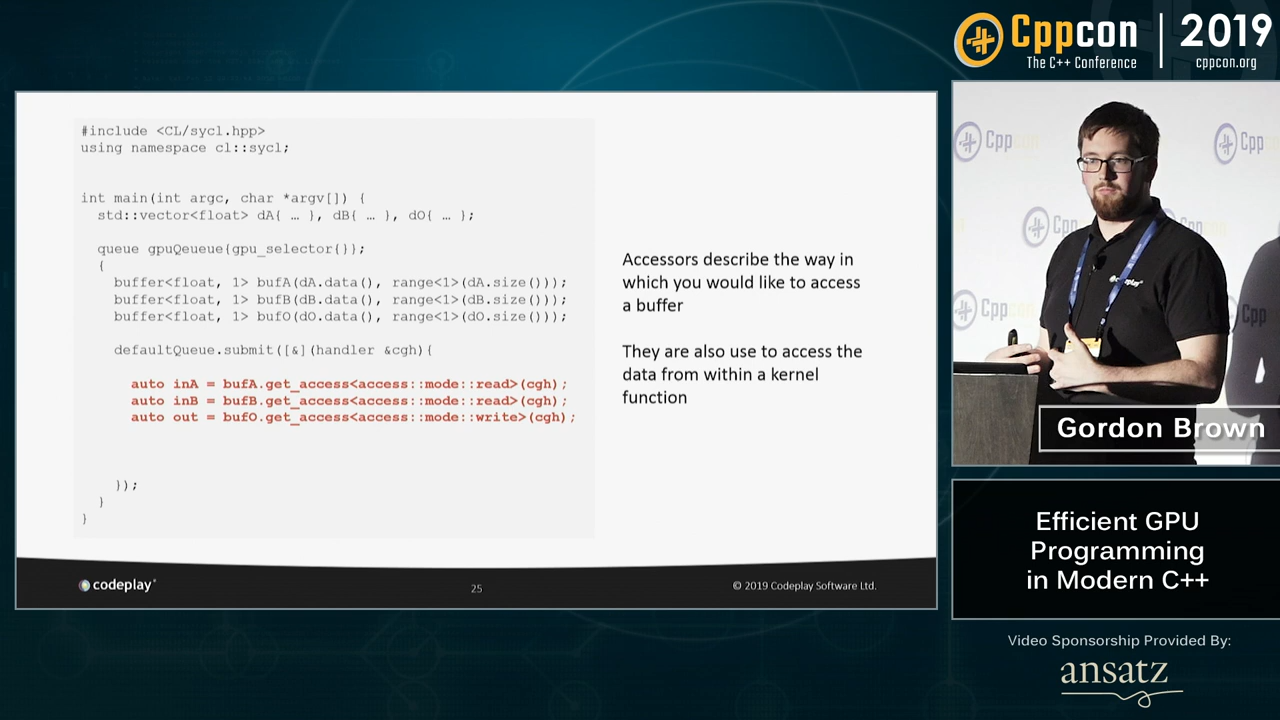 Cppcon | 2019
The C++ Conference cppcon.org
#include <CL/sycl.hpp>
using namespace cl::sycl;
int main(int argc, char *argv[]) {
std::vector<float> dA{ … }, dB{ … }, dO{ … };
queue gpuQeueue{gpu_selector{}};
{
buffer<float, 1> bufA(dA.data(), range<1>(dA.size()));
buffer<float, 1> bufB(dB.data(), range<1>(dB.size()));
buffer<float, 1> bufO(dO.data(), range<1>(dO.size()));
defaultQueue.submit([&](handler &cgh){
auto inA = bufA.get_access<access::mode::read>(cgh);
auto inB = bufB.get_access<access::mode::read>(cgh);
auto out = bufO.get_access<access::mode::write>(cgh);
});
}
}
Accessors describe the way in
which you would like to access
a buffer
They are also use to access the
data from within a kernel
function
codeplay®
25
© 2019 Codeplay Software Ltd.
Cppcon
Cpp
Cppcon
Cppcon
codeplay
Gordon Brown
Efficient GPU
Programming
in Modern C++
Video Sponsorship Provided By:
ansatz